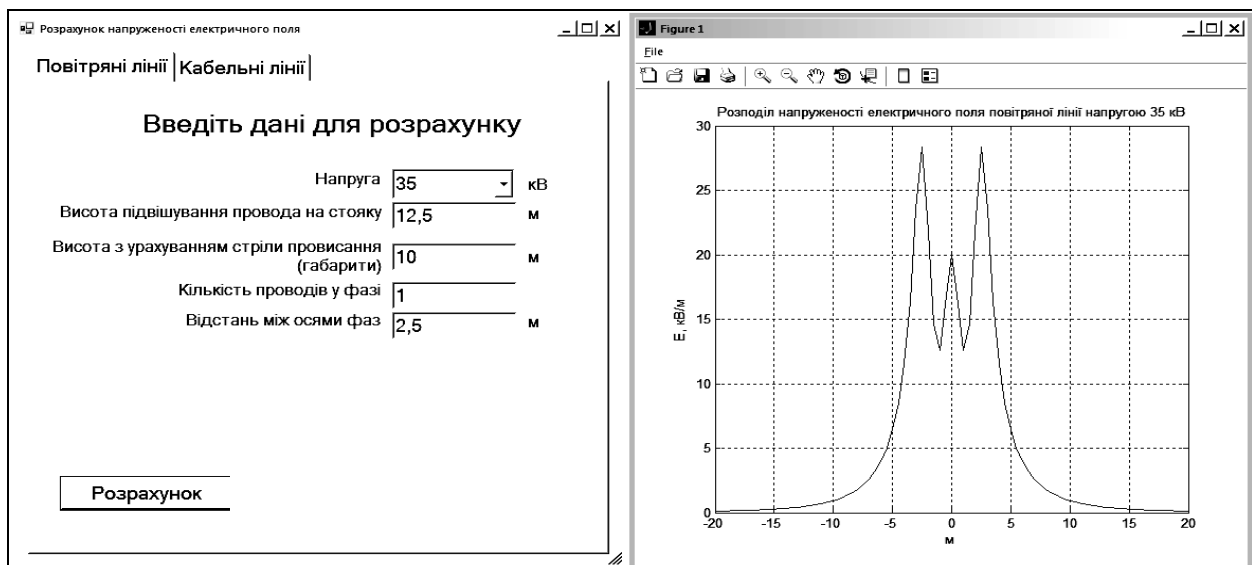 Розрахунок напруженості електричного поля
Повітряні лінії Кабельні лінії
Введіть дані для розрахунку
Напруга 35 кВ
Висота підвішування провода на стояку 12,5 м
Висота з урахуванням стріли провисання
(габарити) 10 м
Кількість проводів у фазі 1
Відстань між осями фаз 2,5 м
Розрахунок
Figure 1
File
Розподіл напруженості електричного поля повітряної лінії напругою 35 кВ
30
25
20
15
10
5
0
E, кВ/м
-20 -15 -10 -5 0 5 10 15 20
м